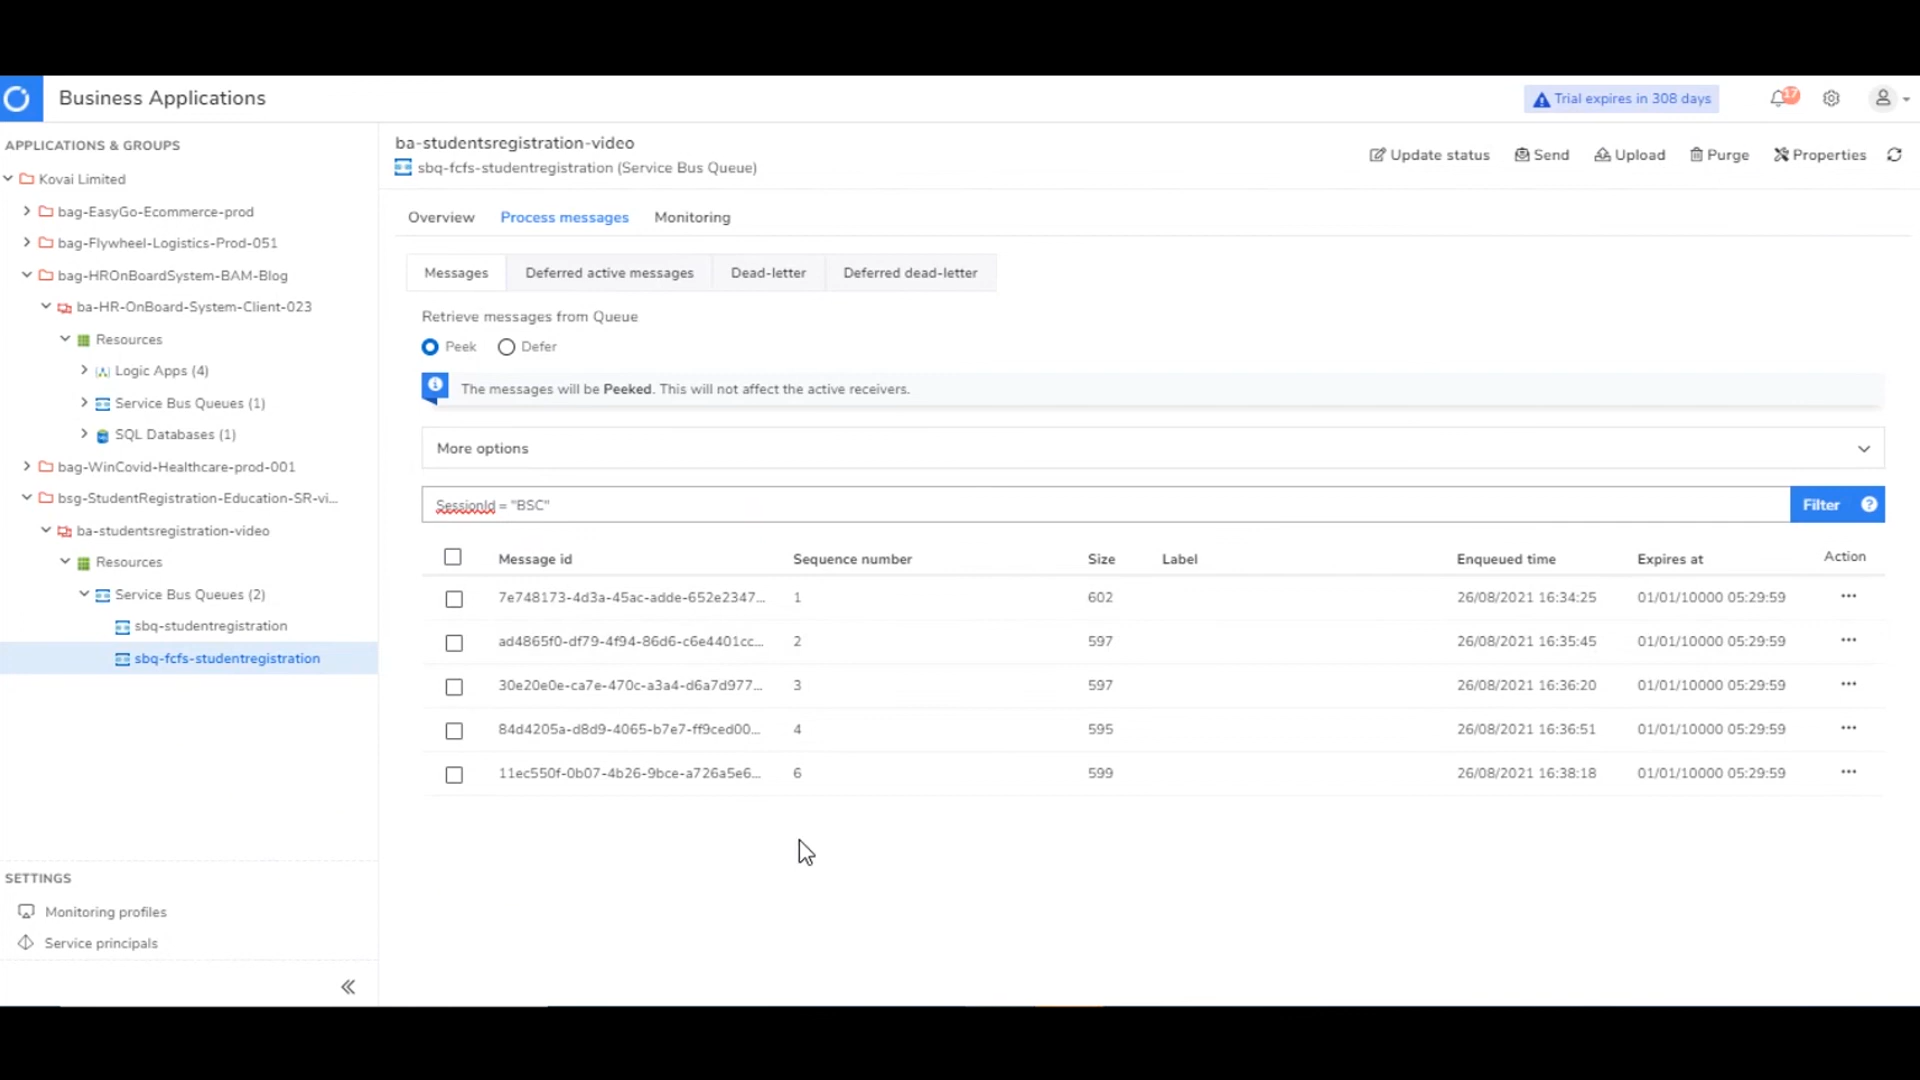 Business Applications
Trial expires in 308 days
17
APPLICATIONS & GROUPS
Kovai Limited
bag-EasyGo-Ecommerce-prod
bag-Flywheel-Logistics-Prod-051
bag-HROnBoardSystem-BAM-Blog
ba-HR-OnBoard-System-Client-023
Resources
Logic Apps (4)
Service Bus Queues (1)
SQL Databases (1)
bag-WinCovid-Healthcare-prod-001
bsg-StudentRegistration-Education-SR-vi...
ba-studentsregistration-video
Resources
Service Bus Queues (2)
sbq-studentregistration
sbq-fcfs-studentregistration
SETTINGS
Monitoring profiles
Service principals
ba-studentsregistration-video
sbq-fcfs-studentregistration (Service Bus Queue)
Update status Send Upload Purge Properties
Overview Process messages Monitoring
Messages Deferred active messages Dead-letter Deferred dead-letter
Retrieve messages from Queue
Peek Defer
The messages will be Peeked. This will not affect the active receivers.
More options
SessionId = "BSC"
Filter ?
Message id Sequence number Size Label Enqueued time Expires at Action
7e748173-4d3a-45ac-adde-652e2347... 1 602 26/08/2021 16:34:25 01/01/10000 05:29:59 ...
ad4865f0-df79-4f94-86d6-c6e4401cc... 2 597 26/08/2021 16:35:45 01/01/10000 05:29:59 ...
30e20e0e-ca7e-470c-a3a4-d6a7d977... 3 597 26/08/2021 16:36:20 01/01/10000 05:29:59 ...
84d4205a-d8d9-4065-b7e7-ff9ced00... 4 595 26/08/2021 16:36:51 01/01/10000 05:29:59 ...
11ec550f-0b07-4b26-9bce-a726a5e6... 6 599 26/08/2021 16:38:18 01/01/10000 05:29:59 ...